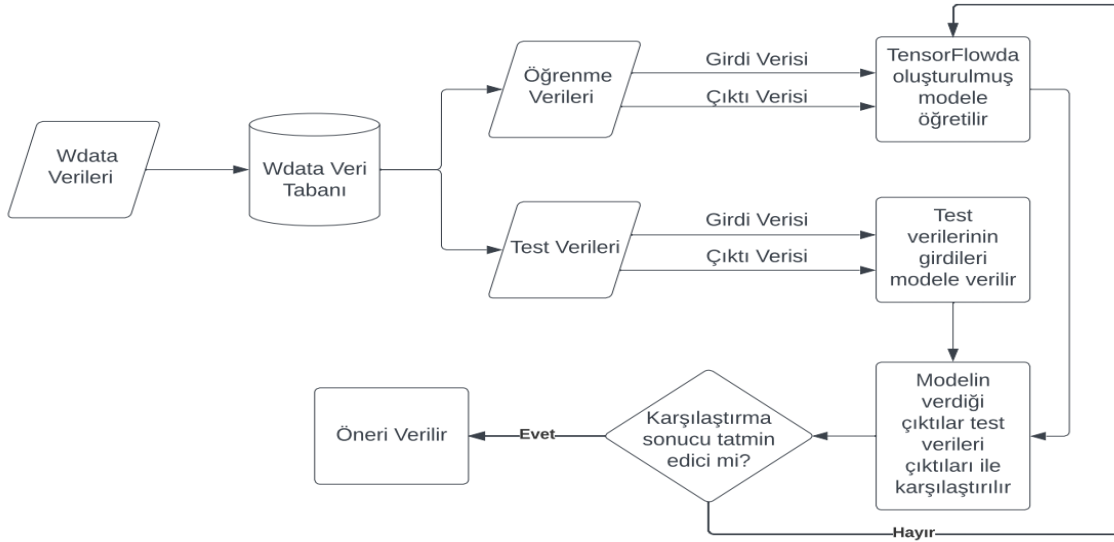 Wdata
Verileri
Wdata Veri
Tabanı
Öğrenme
Verileri
Girdi Verisi
Çıktı Verisi
TensorFlowda
oluşturulmuş
modele
öğretilir
Test Verileri
Girdi Verisi
Çıktı Verisi
Test
verilerinin
girdileri
modele verilir
Modelin
verdiği
çıktılar test
verileri
çıktıları ile
karşılaştırılır
Karşılaştırma
sonucu tatmin
edici mi?
Evet
Öneri Verilir
Hayır